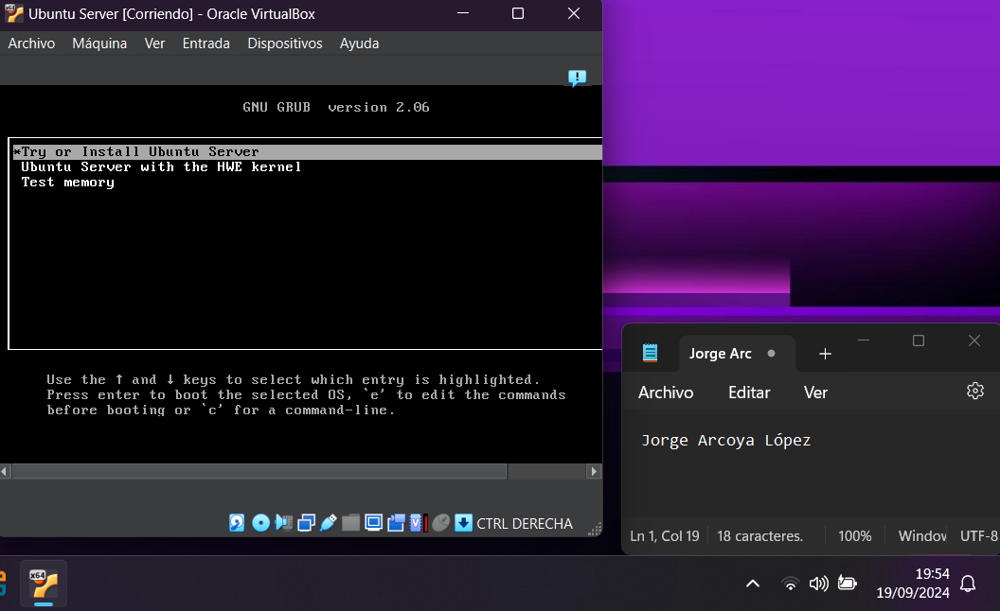 Ubuntu Server [Corriendo] - Oracle VirtualBox
Archivo Máquina Ver Entrada Dispositivos Ayuda
GNU GRUB version 2.06
*Try or Install Ubuntu Server
Ubuntu Server with the HWE kernel
Test memory
Use the ↑ and ↓ keys to select which entry is highlighted.
Press enter to boot the selected OS, `e' to edit the commands
before booting or `c' for a command-line.
CTRL DERECHA
Jorge Arc
Archivo Editar Ver
Jorge Arcoya López
Ln 1, Col 19 18 caracteres. 100% Window UTF-8
x64
19:54
19/09/2024